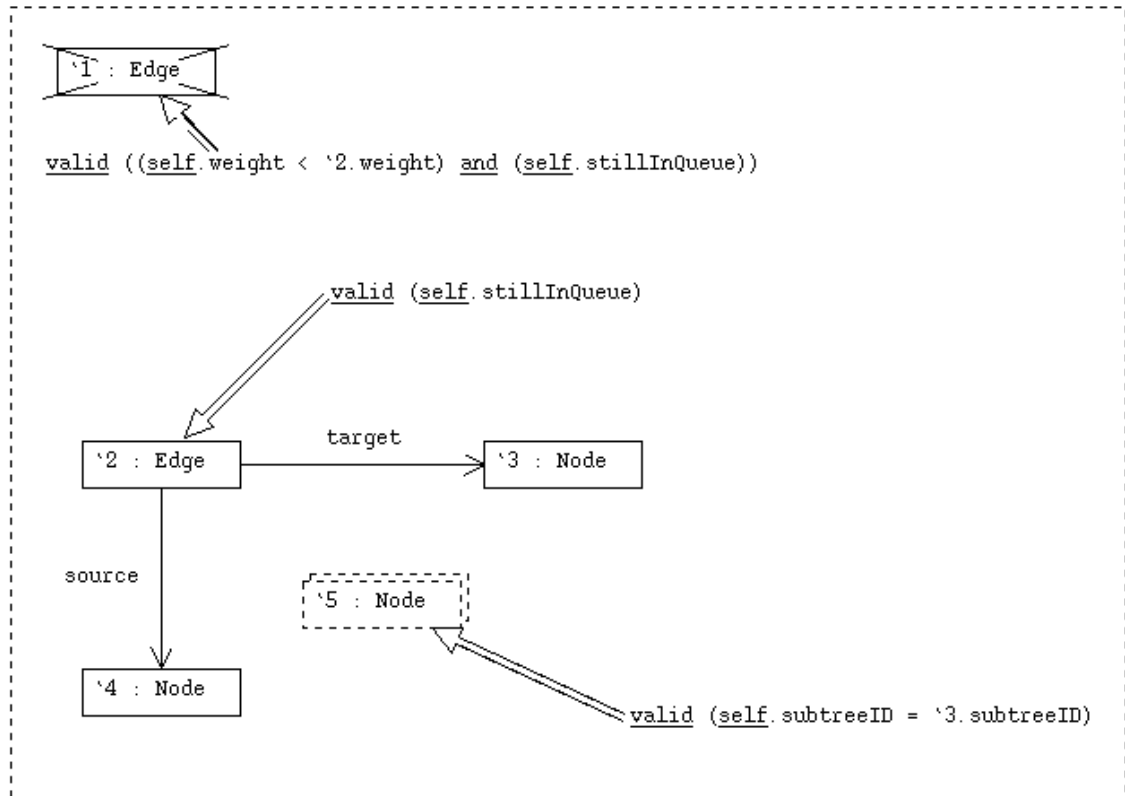 `1 : Edge
valid ((self.weight < `2.weight) and (self.stillInQueue))
valid (self.stillInQueue)
target
`2 : Edge
`3 : Node
source
`5 : Node
`4 : Node
valid (self.subtreeID = `3.subtreeID)